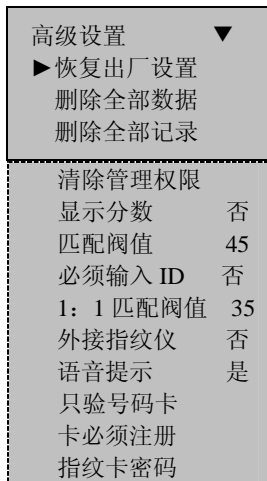 高级设置 ▼
►恢复出厂设置
删除全部数据
删除全部记录
清除管理权限
显示分数 否
匹配阀值 45
必须输入 ID 否
1：1 匹配阀值 35
外接指纹仪 否
语音提示 是
只验号码卡
卡必须注册
指纹卡密码